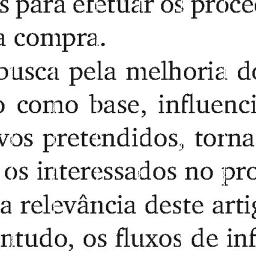 s para efetuar os proce
a compra.
busca pela melhoria d
o como base, influenci
vos pretendidos, torna
os interessados no pro
a relevância deste artig
ntudo, os fluxos de inf